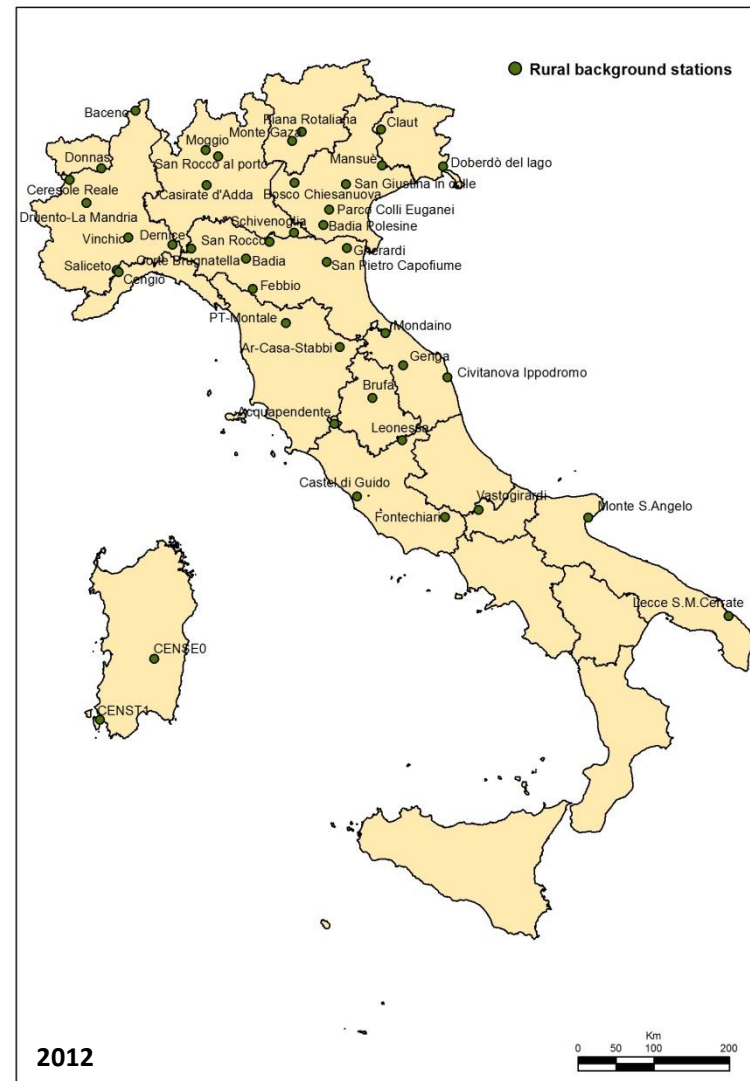 Rural background stations
Baceno
Piana Rotaliana
Claut
Monte Gaza
Moggio
Donnas
San Rocco al porto
Mansuè
Doberdò del lago
Ceresole Reale
Casirate d'Adda
Bosco Chiesanuova
San Giustina in colle
Druento-La Mandria
Parco Colli Euganei
Schivenoglia
Badia Polesine
Vinchio
Dernice
San Rocco
Gherardi
Corte Brugnatella
Badia
San Pietro Capofiume
Saliceto
Cengio
Febbio
PT-Montale
Mondaino
Ar-Casa-Stabbi
Genga
Civitanova Ippodromo
Brufa
Acquapendente
Leonessa
Castel di Guido
Vastogirardi
Monte S.Angelo
Fontechiari
Lecce S.M.Cerrate
CENSE0
CENST1
2012
Km
0 50 100 200